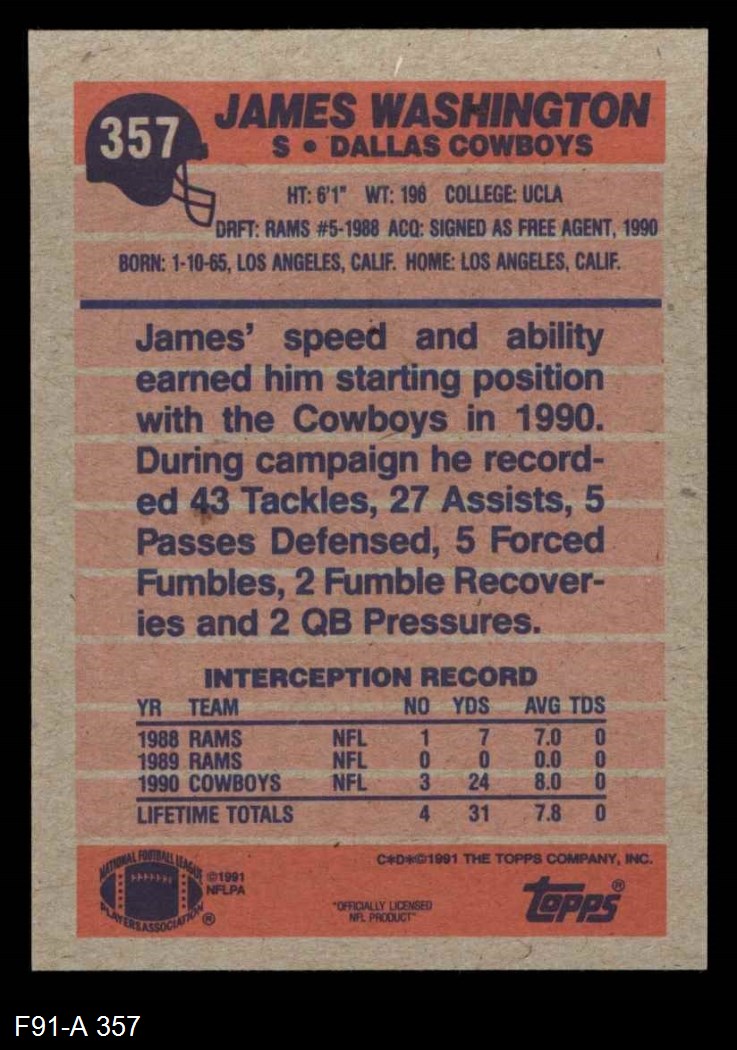 357
JAMES WASHINGTON
S • DALLAS COWBOYS
HT: 6'1" WT: 196 COLLEGE: UCLA
DRFT: RAMS #5-1988 ACQ: SIGNED AS FREE AGENT, 1990
BORN: 1-10-65, LOS ANGELES, CALIF. HOME: LOS ANGELES, CALIF.
James' speed and ability
earned him starting position
with the Cowboys in 1990.
During campaign he record-
ed 43 Tackles, 27 Assists, 5
Passes Defensed, 5 Forced
Fumbles, 2 Fumble Recover-
ies and 2 QB Pressures.
INTERCEPTION RECORD
YR TEAM NO YDS AVG TDS
1988 RAMS NFL 1 7 7.0 0
1989 RAMS NFL 0 0 0.0 0
1990 COWBOYS NFL 3 24 8.0 0
LIFETIME TOTALS 4 31 7.8 0
NATIONAL FOOTBALL LEAGUE
PLAYERS ASSOCIATION ®
©1991
NFLPA
C*D*©1991 THE TOPPS COMPANY, INC.
"OFFICIALLY LICENSED
NFL PRODUCT"
topps®
F91-A 357